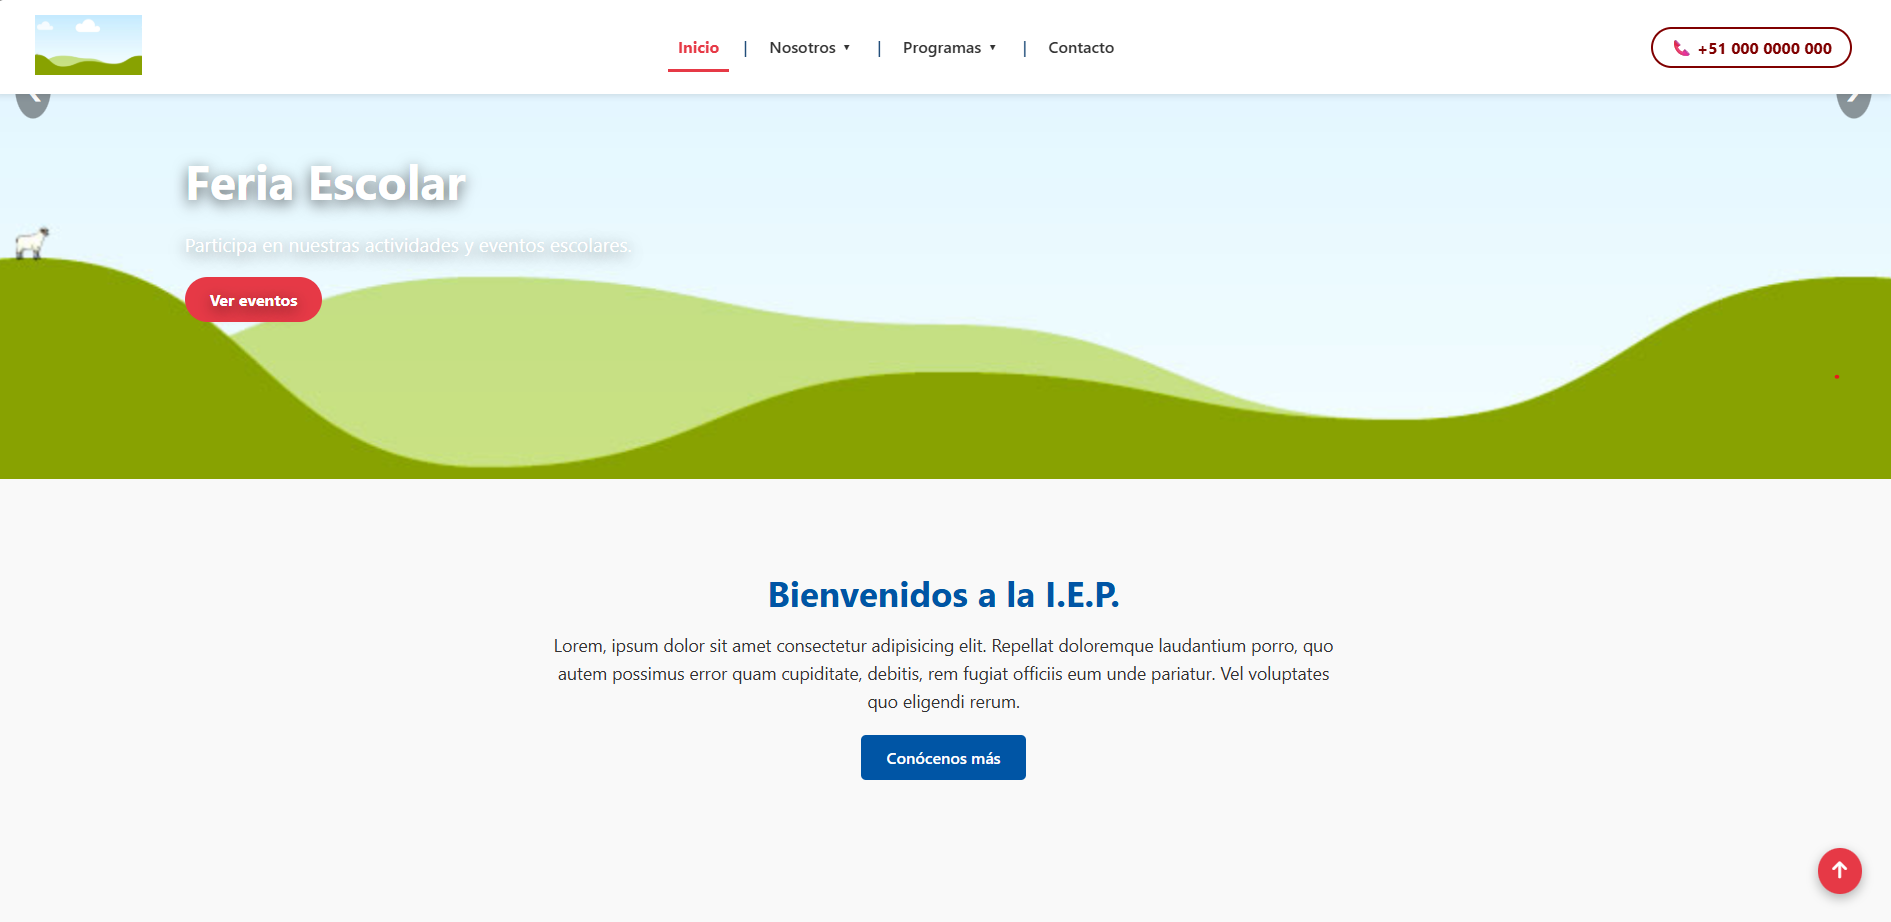 Inicio | Nosotros ▼ | Programas ▼ | Contacto
+51 000 0000 000
Feria Escolar
Participa en nuestras actividades y eventos escolares.
Ver eventos
Bienvenidos a la I.E.P.
Lorem, ipsum dolor sit amet consectetur adipisicing elit. Repellat doloremque laudantium porro, quo
autem possimus error quam cupiditate, debitis, rem fugiat officiis eum unde pariatur. Vel voluptates
quo eligendi rerum.
Conócenos más